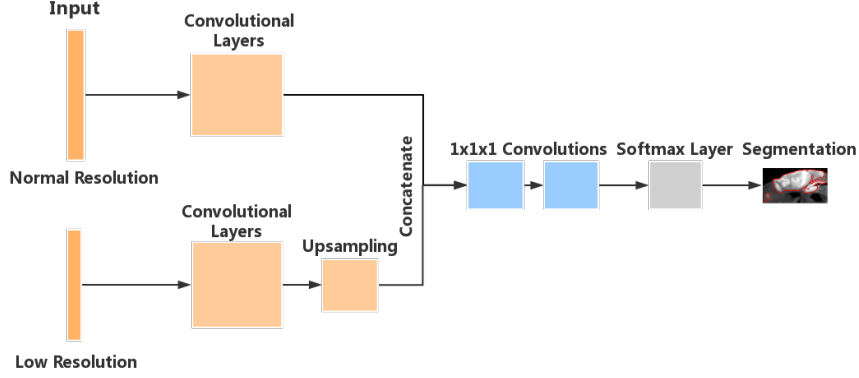 Input
Convolutional
Layers
Normal Resolution
Concatenate
1x1x1 Convolutions
Softmax Layer
Segmentation
Convolutional
Layers
Upsampling
Low Resolution